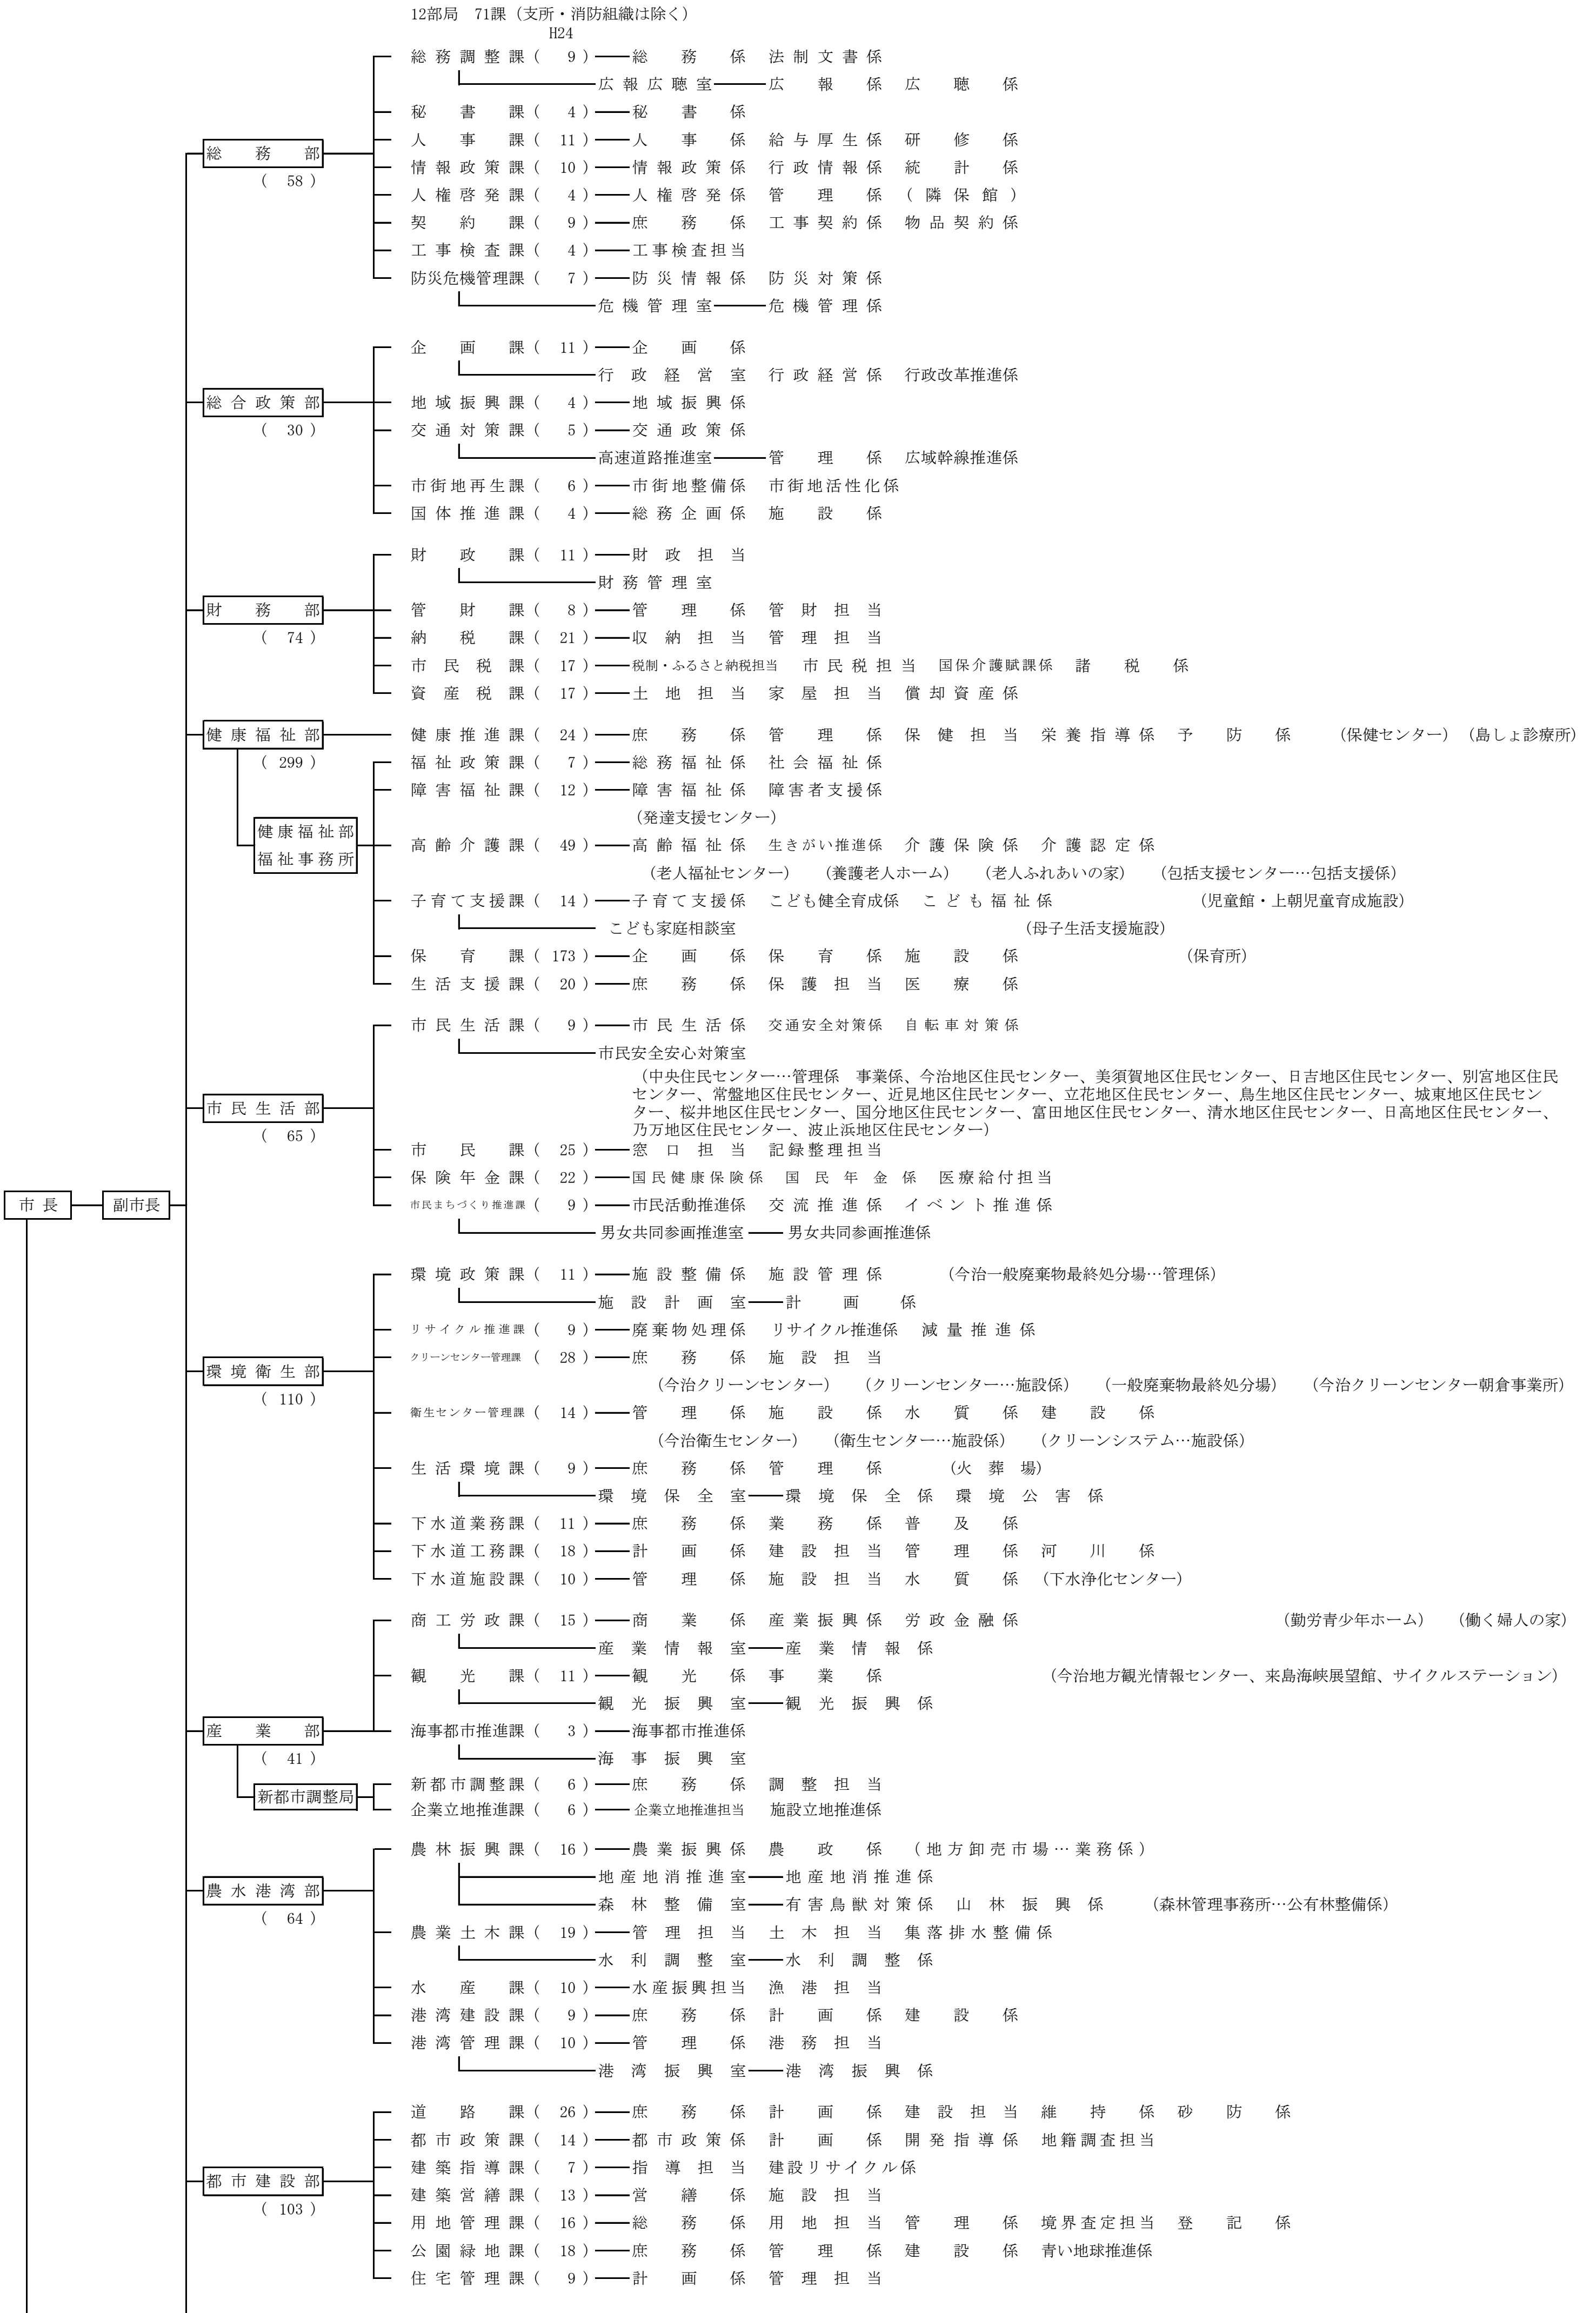 12部局　71課（支所・消防組織は除く）
H24
総務調整課（ 9 ） 総務係 法制文書係
広報広聴室 広報係 広聴係
秘書課（ 4 ） 秘書係
人事課（ 11 ） 人事係 給与厚生係 研修係
総務部
情報政策課（ 10 ） 情報政策係 行政情報係 統計係
（ 58 ）
人権啓発課（ 4 ） 人権啓発係 管理係 （隣保館）
契約課（ 9 ） 庶務係 工事契約係 物品契約係
工事検査課（ 4 ） 工事検査担当
防災危機管理課（ 7 ） 防災情報係 防災対策係
危機管理室 危機管理係
企画課（ 11 ） 企画係
行政経営室 行政経営係 行政改革推進係
総合政策部 地域振興課（ 4 ） 地域振興係
（ 30 ） 交通対策課（ 5 ） 交通政策係
高速道路推進室 管理係 広域幹線推進係
市街地再生課（ 6 ） 市街地整備係 市街地活性化係
国体推進課（ 4 ） 総務企画係 施設係
財政課（ 11 ） 財政担当
財務管理室
財務部 管財課（ 8 ） 管理係 管財担当
（ 74 ） 納税課（ 21 ） 収納担当 管理担当
市民税課（ 17 ） 税制・ふるさと納税担当 市民税担当 国保介護賦課係 諸税係
資産税課（ 17 ） 土地担当 家屋担当 償却資産係
健康福祉部 健康推進課（ 24 ） 庶務係 管理係 保健担当 栄養指導係 予防係 （保健センター）（島しょ診療所）
（ 299 ） 福祉政策課（ 7 ） 総務福祉係 社会福祉係
障害福祉課（ 12 ） 障害福祉係 障害者支援係
（発達支援センター）
健康福祉部
福祉事務所
高齢介護課（ 49 ） 高齢福祉係 生きがい推進係 介護保険係 介護認定係
（老人福祉センター） （養護老人ホーム） （老人ふれあいの家） （包括支援センター…包括支援係）
子育て支援課（ 14 ） 子育て支援係 こども健全育成係 こども福祉係 （児童館・上朝児童育成施設）
こども家庭相談室 （母子生活支援施設）
保育課（ 173 ） 企画係 保育係 施設係 （保育所）
生活支援課（ 20 ） 庶務係 保護担当 医療係
市民生活課（ 9 ） 市民生活係 交通安全対策係 自転車対策係
市民安全安心対策室
（中央住民センター…管理係　事業係、今治地区住民センター、美須賀地区住民センター、日吉地区住民センター、別宮地区住民
センター、常盤地区住民センター、近見地区住民センター、立花地区住民センター、鳥生地区住民センター、城東地区住民セン
ター、桜井地区住民センター、国分地区住民センター、富田地区住民センター、清水地区住民センター、日高地区住民センター、
乃万地区住民センター、波止浜地区住民センター）
市民生活部
（ 65 ）
市民課（ 25 ） 窓口担当 記録整理担当
保険年金課（ 22 ） 国民健康保険係 国民年金係 医療給付担当
市長 副市長 市民まちづくり推進課（ 9 ） 市民活動推進係 交流推進係 イベント推進係
男女共同参画推進室 男女共同参画推進係
環境政策課（ 11 ） 施設整備係 施設管理係 （今治一般廃棄物最終処分場…管理係）
施設計画室 計画係
リサイクル推進課（ 9 ） 廃棄物処理係 リサイクル推進係 減量推進係
クリーンセンター管理課（ 28 ） 庶務係 施設担当
環境衛生部
（ 110 ）
（今治クリーンセンター） （クリーンセンター…施設係） （一般廃棄物最終処分場） （今治クリーンセンター朝倉事業所）
衛生センター管理課（ 14 ） 管理係 施設係 水質係 建設係
（今治衛生センター） （衛生センター…施設係） （クリーンシステム…施設係）
生活環境課（ 9 ） 庶務係 管理係 （火葬場）
環境保全室 環境保全係 環境公害係
下水道業務課（ 11 ） 庶務係 業務係 普及係
下水道工務課（ 18 ） 計画係 建設担当 管理係 河川係
下水道施設課（ 10 ） 管理係 施設担当 水質係 （下水浄化センター）
商工労政課（ 15 ） 商業係 産業振興係 労政金融係 （勤労青少年ホーム） （働く婦人の家）
産業情報室 産業情報係
観光課（ 11 ） 観光係 事業係 （今治地方観光情報センター、来島海峡展望館、サイクルステーション）
観光振興室 観光振興係
産業部 海事都市推進課（ 3 ） 海事都市推進係
（ 41 ） 海事振興室
新都市調整課（ 6 ） 庶務係 調整担当
新都市調整局
企業立地推進課（ 6 ） 企業立地推進担当 施設立地推進係
農林振興課（ 16 ） 農業振興係 農政係 （地方卸売市場…業務係）
地産地消推進室 地産地消推進係
農水港湾部
（ 64 ）
森林整備室 有害鳥獣対策係 山林振興係 （森林管理事務所…公有林整備係）
農業土木課（ 19 ） 管理担当 土木担当 集落排水整備係
水利調整室 水利調整係
水産課（ 10 ） 水産振興担当 漁港担当
港湾建設課（ 9 ） 庶務係 計画係 建設係
港湾管理課（ 10 ） 管理係 港務担当
港湾振興室 港湾振興係
道路課（ 26 ） 庶務係 計画係 建設担当 維持係 砂防係
都市政策課（ 14 ） 都市政策係 計画係 開発指導係 地籍調査担当
建築指導課（ 7 ） 指導担当 建設リサイクル係
都市建設部
（ 103 ）
建築営繕課（ 13 ） 営繕係 施設担当
用地管理課（ 16 ） 総務係 用地担当 管理係 境界査定担当 登記係
公園緑地課（ 18 ） 庶務係 管理係 建設係 青い地球推進係
住宅管理課（ 9 ） 計画係 管理担当